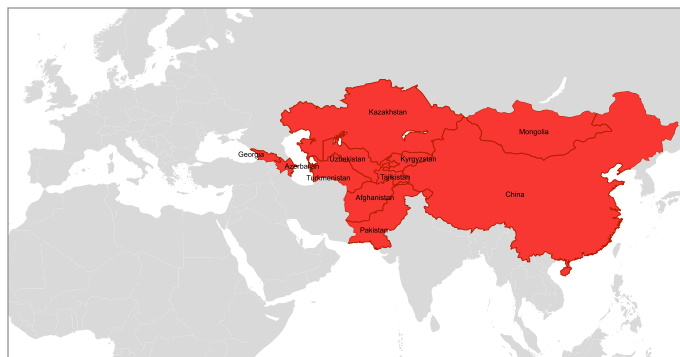 Kazakhstan
Mongolia
Georgia
Uzbekistan
Kyrgyzstan
Azerbaijan
Turkmenistan
Tajikistan
China
Afghanistan
Pakistan